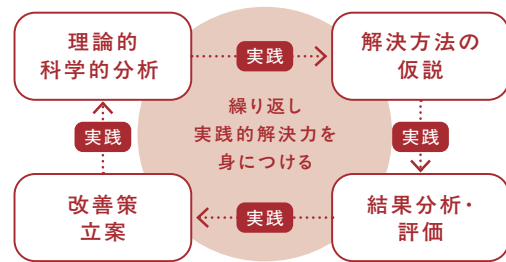 理論的
科学的分析
実践
解決方法の
仮説
繰り返し
実践的解決力を
身につける
実践
実践
改善策
立案
実践
結果分析・
評価